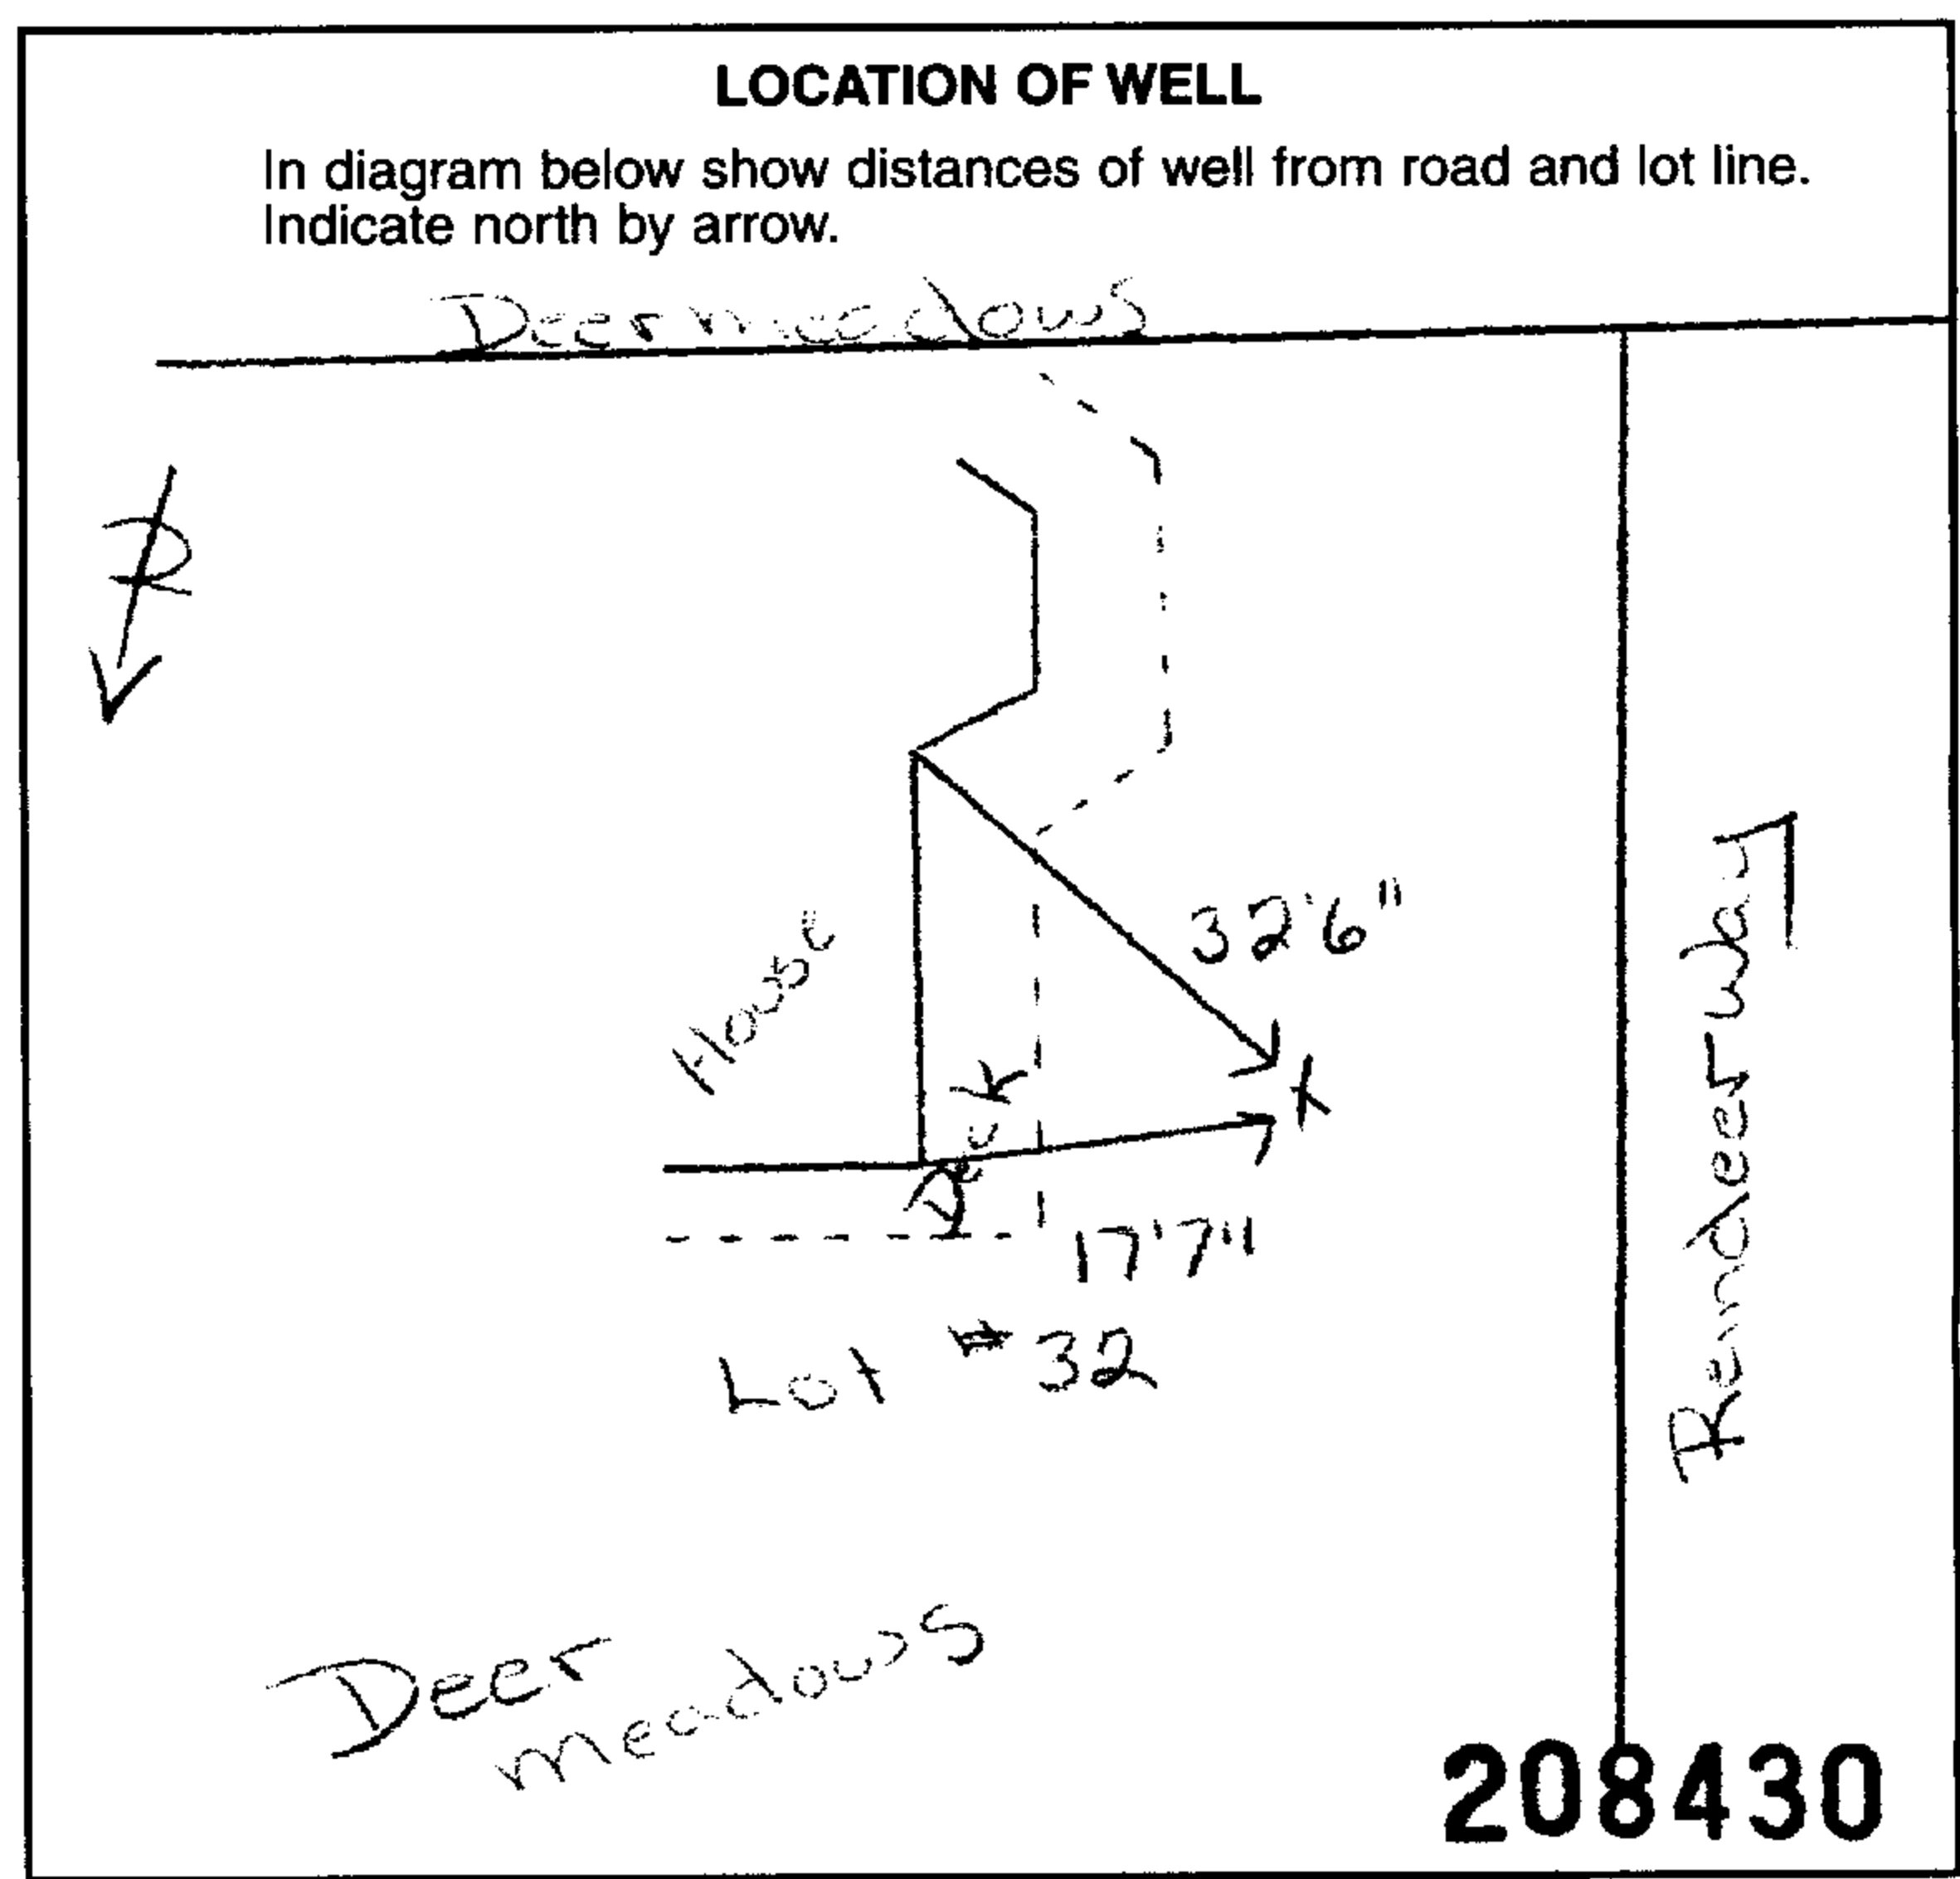 LOCATION OF WELL
In diagram below show distances of well from road and lot line.
Indicate north by arrow.
Deer meadows
N
32'6"
House
X
Deck
17'7"
Reindeer way
Lot #32
Deer
meadows
208430